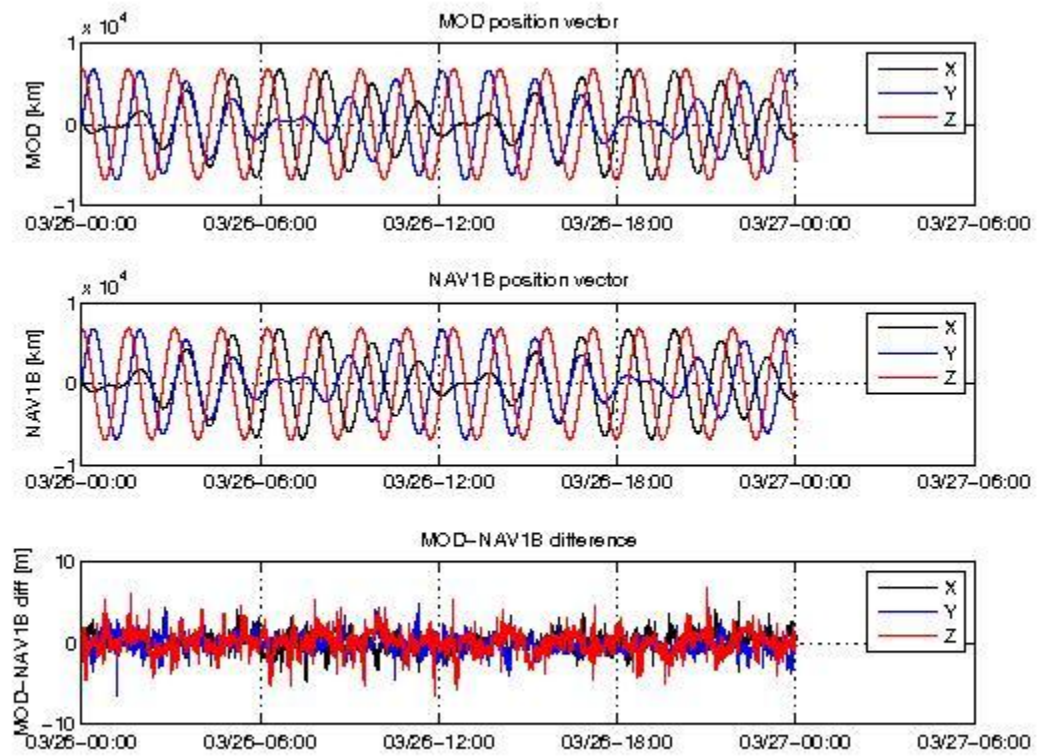 MOD position vector
x 10^4
1
0
−1
MOD [km]
X
Y
Z
03/26−00:00 03/26−06:00 03/26−12:00 03/26−18:00 03/27−00:00 03/27−06:00
NAV1B position vector
x 10^4
1
0
−1
NAV1B [km]
X
Y
Z
03/26−00:00 03/26−06:00 03/26−12:00 03/26−18:00 03/27−00:00 03/27−06:00
MOD−NAV1B difference
10
0
−10
MOD−NAV1B diff [m]
X
Y
Z
03/26−00:00 03/26−06:00 03/26−12:00 03/26−18:00 03/27−00:00 03/27−06:00